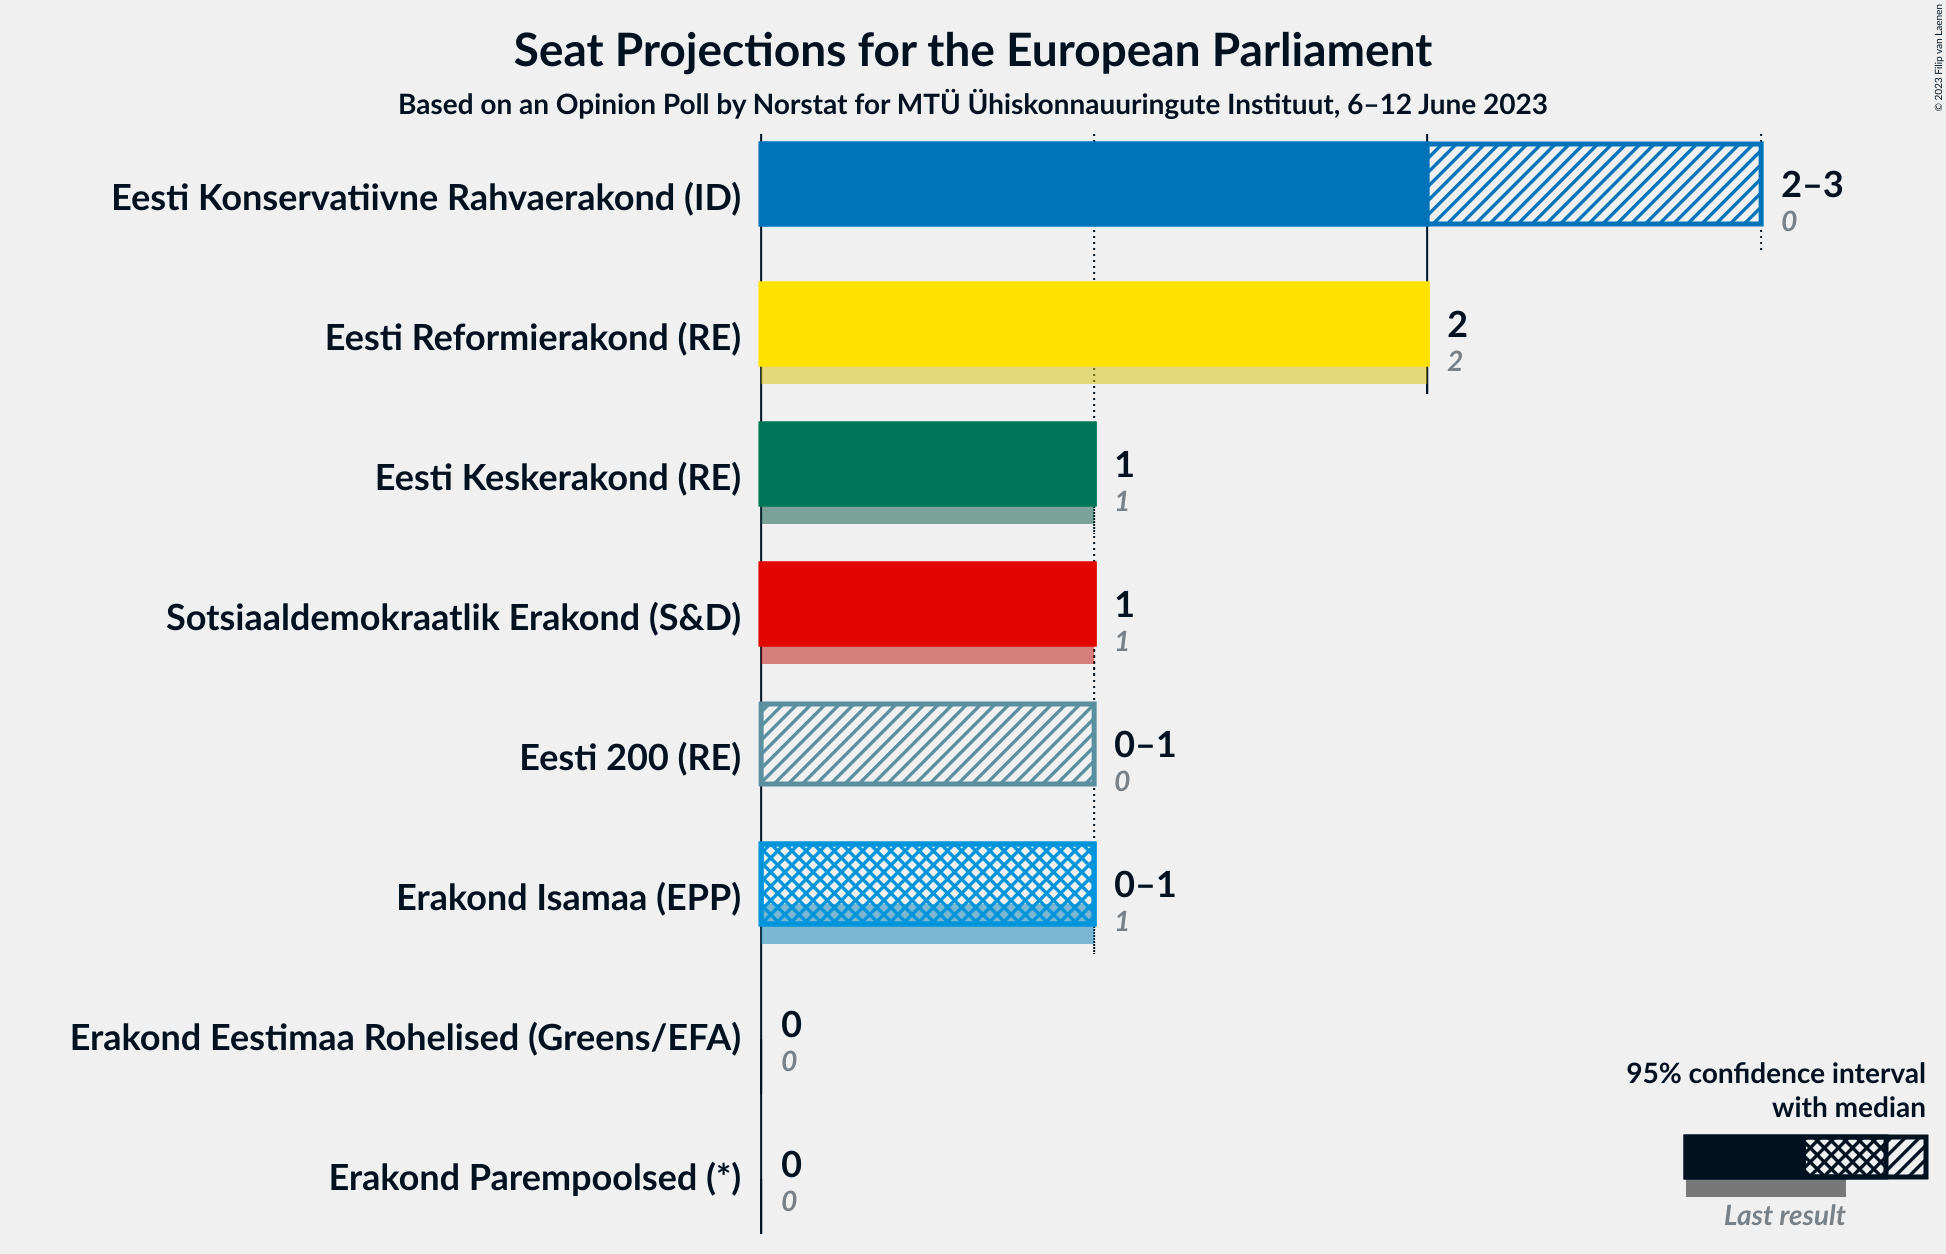 Seat Projections for the European Parliament
Based on an Opinion Poll by Norstat for MTÜ Ühiskonnauuringute Instituut, 6–12 June 2023
© 2023 Filip van Laenen
Eesti Konservatiivne Rahvaerakond (ID)
2–3
0
Eesti Reformierakond (RE)
2
2
Eesti Keskerakond (RE)
1
1
Sotsiaaldemokraatlik Erakond (S&D)
1
1
Eesti 200 (RE)
0–1
0
Erakond Isamaa (EPP)
0–1
1
Erakond Eestimaa Rohelised (Greens/EFA)
0
0
Erakond Parempoolsed (*)
0
0
95% confidence interval
with median
Last result